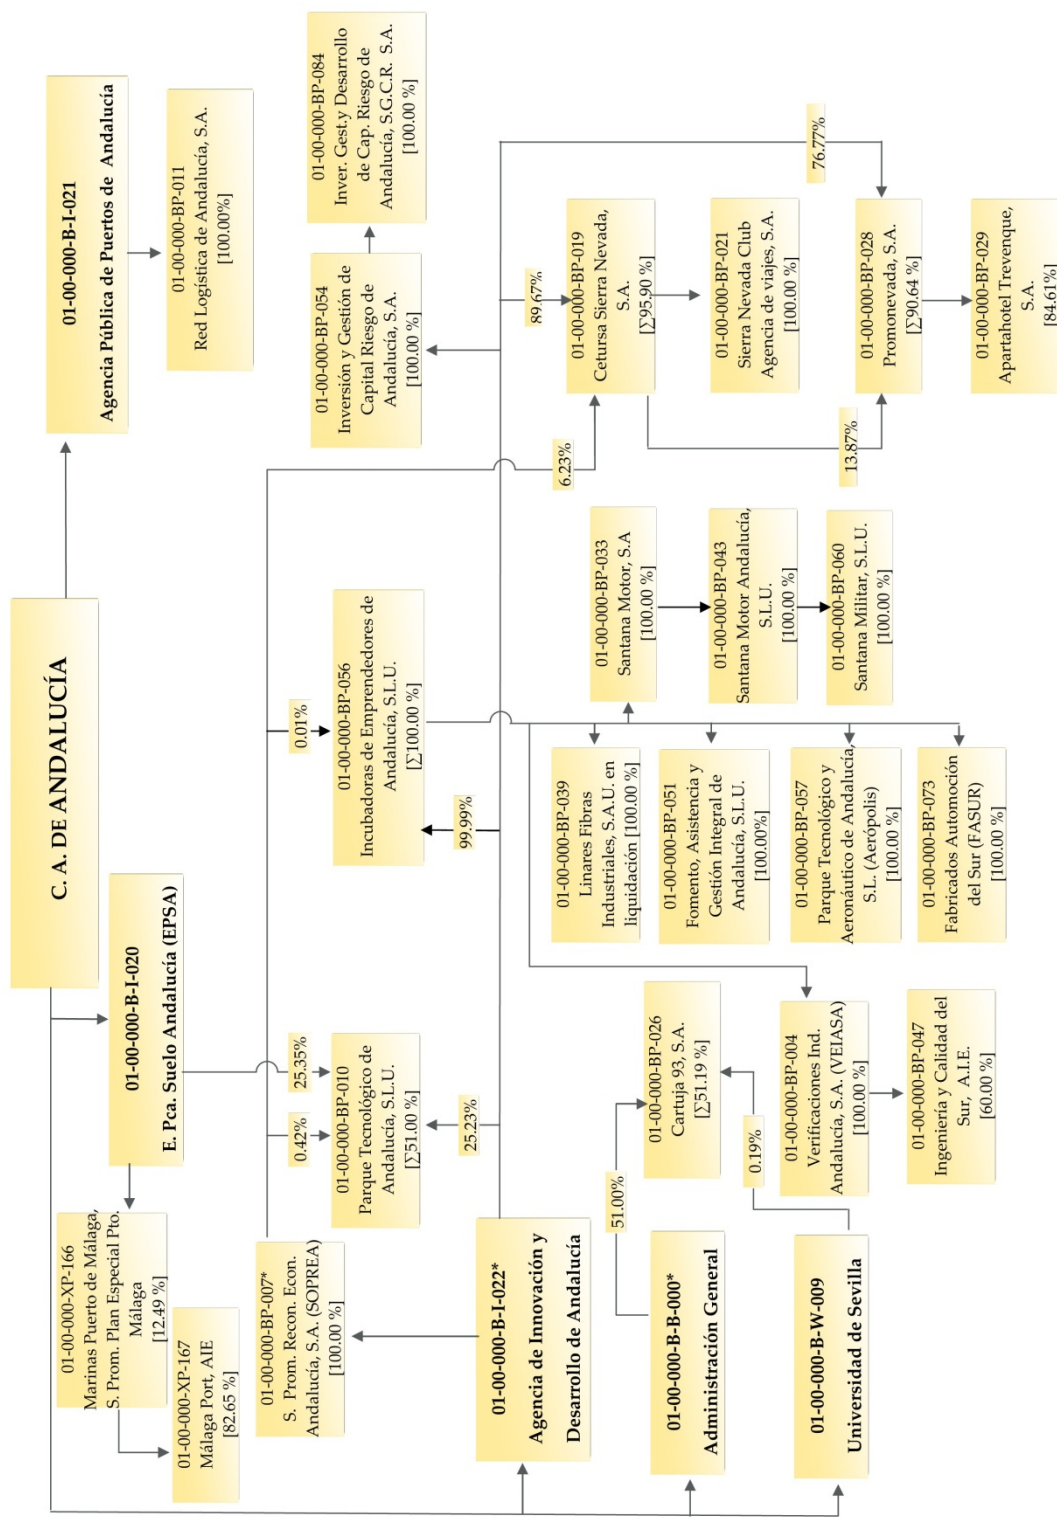 C. A. DE ANDALUCÍA
01-00-000-B-I-021
Agencia Pública de Puertos de Andalucía
01-00-000-BP-011
Red Logística de Andalucía, S.A.
[100.00%]
01-00-000-B-I-020
E. Pca. Suelo Andalucía (EPSA)
01-00-000-XP-166
Marinas Puerto de Málaga,
S. Prom. Plan Especial Pto.
Málaga
[12.49 %]
01-00-000-XP-167
Málaga Port, AIE
[82.65 %]
01-00-000-BP-007*
S. Prom. Recon. Econ.
Andalucía, S.A. (SOPREA)
[100.00 %]
0.42%
25.35%
01-00-000-BP-010
Parque Tecnológico de
Andalucía, S.L.U.
[∑51.00 %]
25.23%
0.01%
01-00-000-BP-056
Incubadoras de Emprendedores de
Andalucía, S.L.U.
[∑100.00 %]
99.99%
01-00-000-BP-054
Inversión y Gestión de
Capital Riesgo de
Andalucía, S.A.
[100.00 %]
01-00-000-BP-084
Inver. Gest.y Desarrollo
de Cap. Riesgo de
Andalucía, S.G.C.R. S.A.
[100.00 %]
01-00-000-B-I-022*
Agencia de Innovación y
Desarrollo de Andalucía
6.23%
89.67%
76.77%
01-00-000-BP-019
Cetursa Sierra Nevada,
S.A.
[∑95.90 %]
01-00-000-BP-021
Sierra Nevada Club
Agencia de viajes, S.A.
[100.00 %]
13.87%
01-00-000-BP-028
Promonevada, S.A.
[∑90.64 %]
01-00-000-BP-029
Apartahotel Trevenque,
S.A.
[84.61%]
01-00-000-BP-033
Santana Motor, S.A
[100.00 %]
01-00-000-BP-043
Santana Motor Andalucía,
S.L.U.
[100.00 %]
01-00-000-BP-060
Santana Militar, S.L.U.
[100.00 %]
01-00-000-BP-039
Linares Fibras
Industriales, S.A.U. en
liquidación [100.00 %]
01-00-000-BP-051
Fomento, Asistencia y
Gestión Integral de
Andalucía, S.L.U.
[100.00%]
01-00-000-BP-057
Parque Tecnológico y
Aeronáutico de Andalucía,
S.L. (Aerópolis)
[100.00 %]
01-00-000-BP-073
Fabricados Automoción
del Sur (FASUR)
[100.00 %]
01-00-000-B-B-000*
Administración General
51.00%
01-00-000-BP-026
Cartuja 93, S.A.
[∑51.19 %]
0.19%
01-00-000-BP-004
Verificaciones Ind.
Andalucía, S.A. (VEIASA)
[100.00 %]
01-00-000-BP-047
Ingeniería y Calidad del
Sur, A.I.E.
[60.00 %]
01-00-000-B-W-009
Universidad de Sevilla